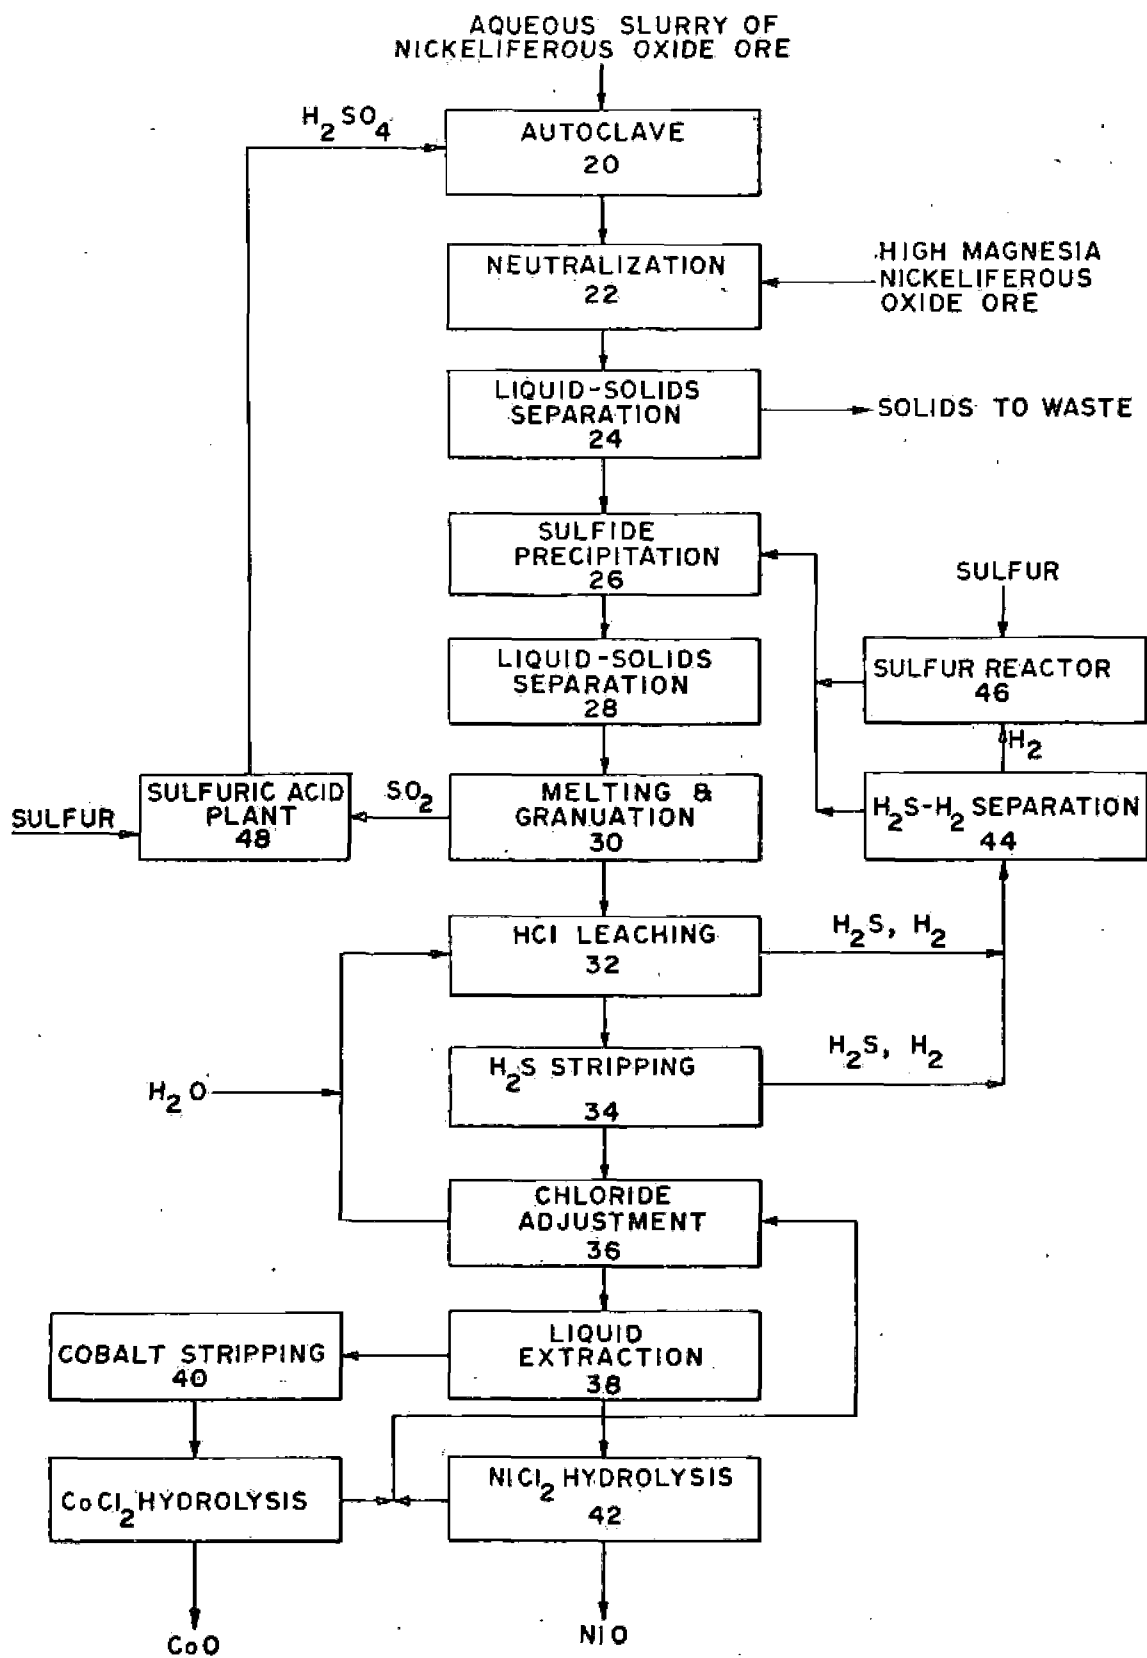 AQUEOUS SLURRY OF
NICKELIFEROUS OXIDE ORE
H2SO4
AUTOCLAVE
20
NEUTRALIZATION
22
HIGH MAGNESIA
NICKELIFEROUS
OXIDE ORE
LIQUID-SOLIDS
SEPARATION
24
SOLIDS TO WASTE
SULFIDE
PRECIPITATION
26
SULFUR
LIQUID-SOLIDS
SEPARATION
28
SULFUR REACTOR
46
H2
SULFUR
SULFURIC ACID
PLANT
48
SO2
MELTING &
GRANUATION
30
H2S-H2 SEPARATION
44
HCl LEACHING
32
H2S, H2
H2S STRIPPING
34
H2S, H2
H2O
CHLORIDE
ADJUSTMENT
36
COBALT STRIPPING
40
LIQUID
EXTRACTION
38
CoCl2 HYDROLYSIS
NiCl2 HYDROLYSIS
42
CoO
NiO